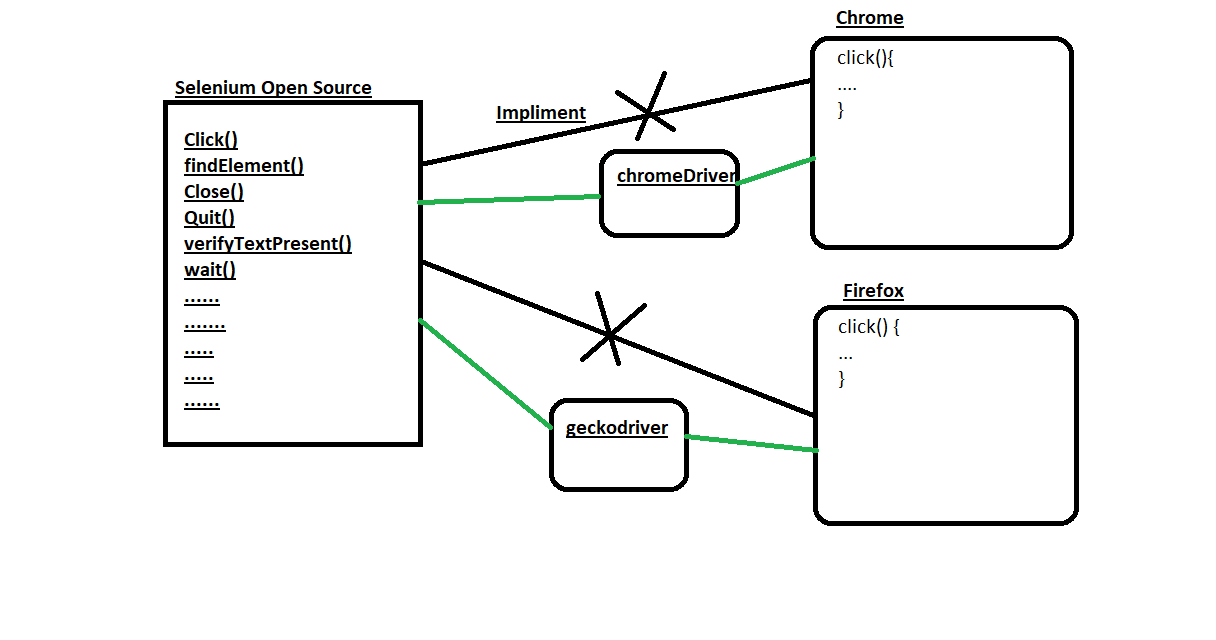 Selenium Open Source
Click()
findElement()
Close()
Quit()
verifyTextPresent()
wait()
......
.......
.....
.....
......
Impliment
chromeDriver
geckodriver
Chrome
click(){
....
}
Firefox
click() {
...
}